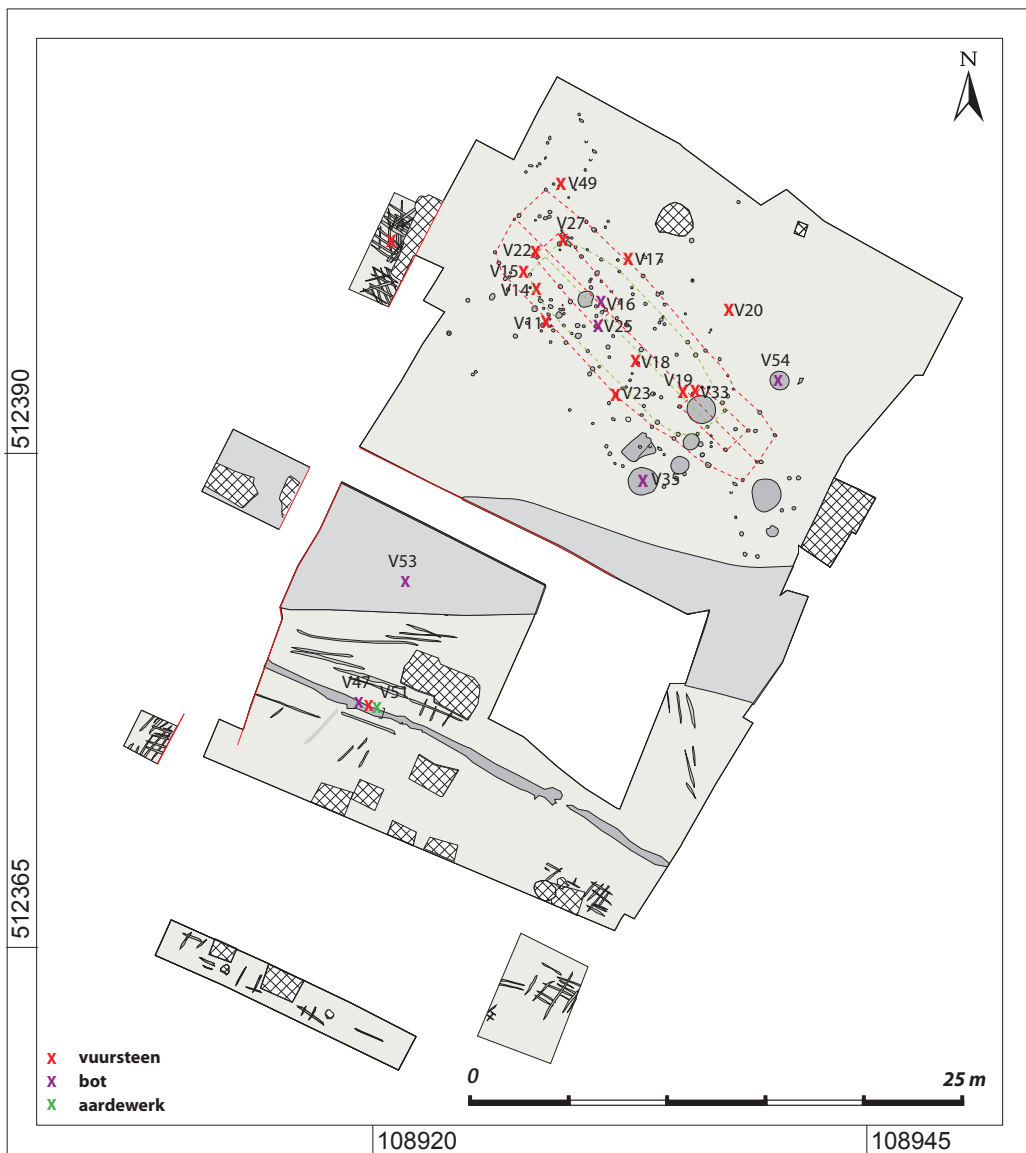 N
V49
V27
V22
V17
V15
V14
V16
V11
V25
V20
V18
V54
V19
V33
V23
V35
V53
V47
V51
512390
512365
X vuursteen
X bot
X aardewerk
0
25 m
108920
108945